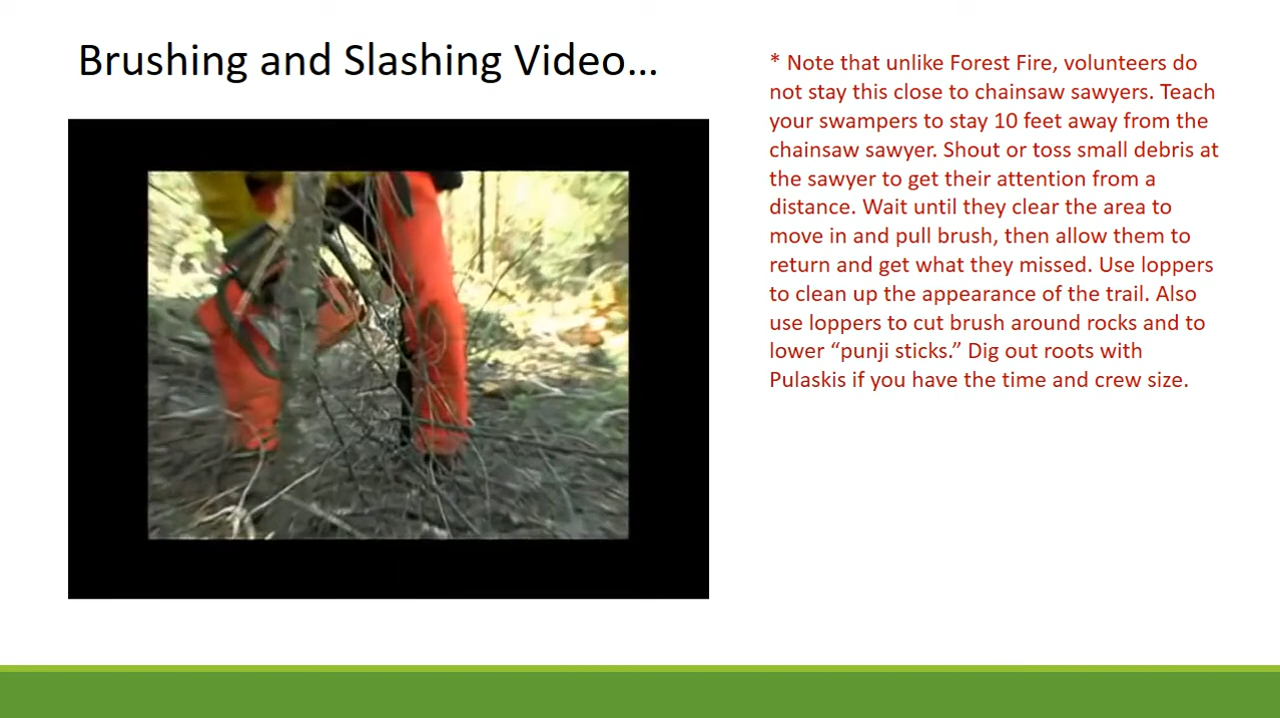 Brushing and Slashing Video…
* Note that unlike Forest Fire, volunteers do
not stay this close to chainsaw sawyers. Teach
your swampers to stay 10 feet away from the
chainsaw sawyer. Shout or toss small debris at
the sawyer to get their attention from a
distance. Wait until they clear the area to
move in and pull brush, then allow them to
return and get what they missed. Use loppers
to clean up the appearance of the trail. Also
use loppers to cut brush around rocks and to
lower “punji sticks.” Dig out roots with
Pulaskis if you have the time and crew size.